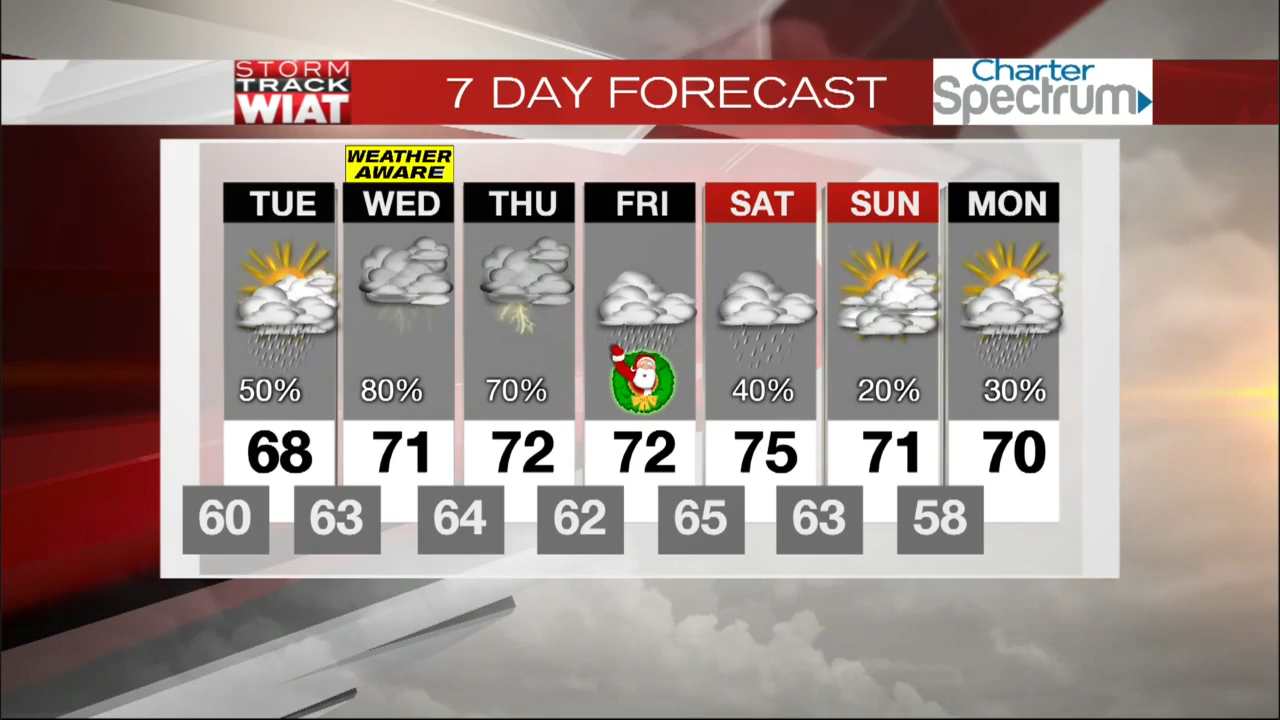 STORM
TRACK
WIAT
7 DAY FORECAST
Charter
Spectrum
WEATHER
AWARE
TUE WED THU FRI SAT SUN MON
50% 80% 70% 40% 20% 30%
68 71 72 72 75 71 70
60 63 64 62 65 63 58